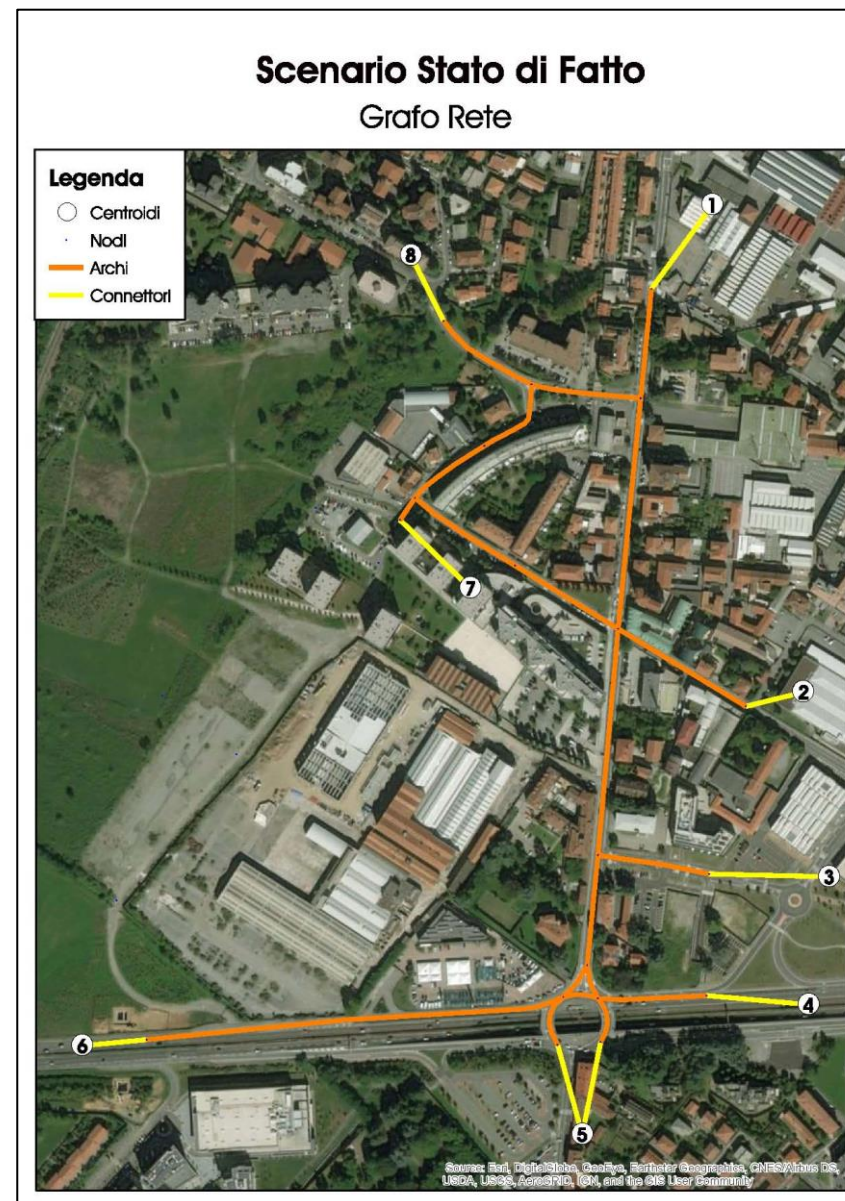 Scenario Stato di Fatto
Grafo Rete
Legenda
Centroidi
Nodi
Archi
Connettori
1
8
7
2
3
4
6
5
Source: Esri, DigitalGlobe, GeoEye, Earthstar Geographics, CNES/Airbus DS,
USDA, USGS, AeroGRID, IGN, and the GIS User Community